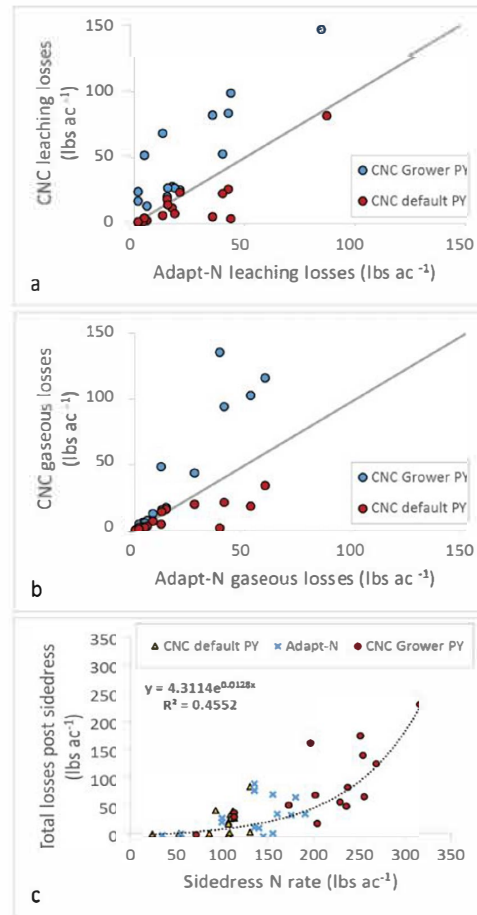 150
100
50
0
CNC leaching losses
(lbs ac⁻¹)
CNC Grower PY
CNC default PY
0
50
100
150
Adapt-N leaching losses (lbs ac ⁻¹)
a
150
100
50
0
CNC gaseous losses
(lbs ac ⁻¹)
CNC Grower PY
CNC default PY
0
50
100
150
Adapt-N gaseous losses (lbs ac ⁻¹)
b
350
300
250
200
150
100
50
0
Total losses post sidedress
(lbs ac⁻¹)
CNC default PY
Adapt-N
CNC Grower PY
y = 4.3114e⁰·⁰¹²⁸ˣ
R² = 0.4552
0
50
100
150
200
250
300
350
Sidedress N rate (lbs ac⁻¹)
c